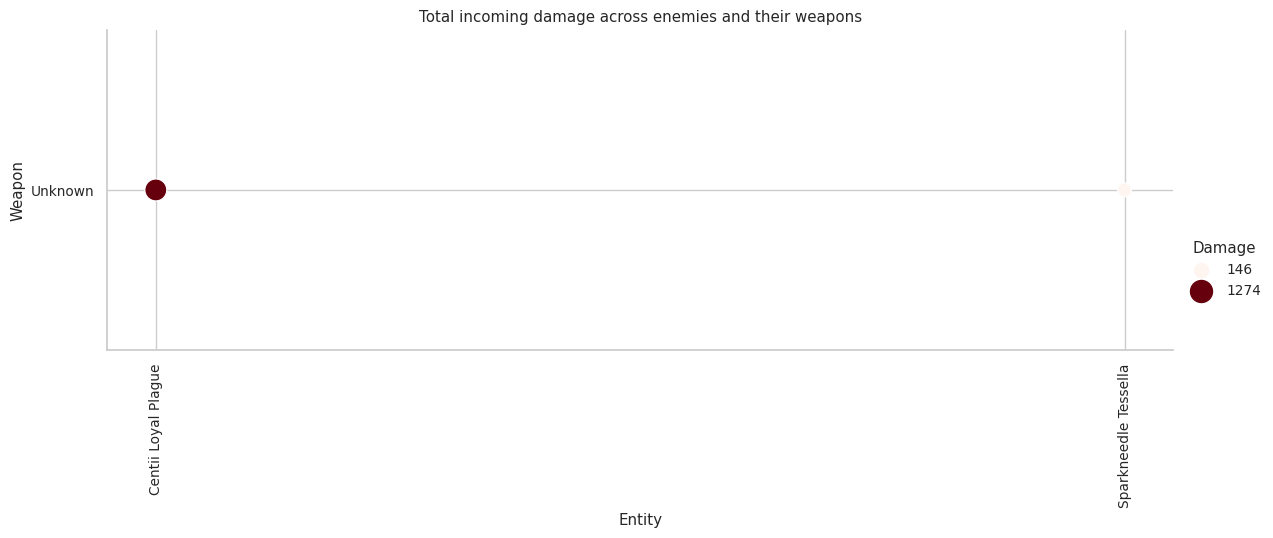 Total incoming damage across enemies and their weapons
Weapon
Unknown
Damage
146
1274
Centii Loyal Plague
Sparkneedle Tessella
Entity